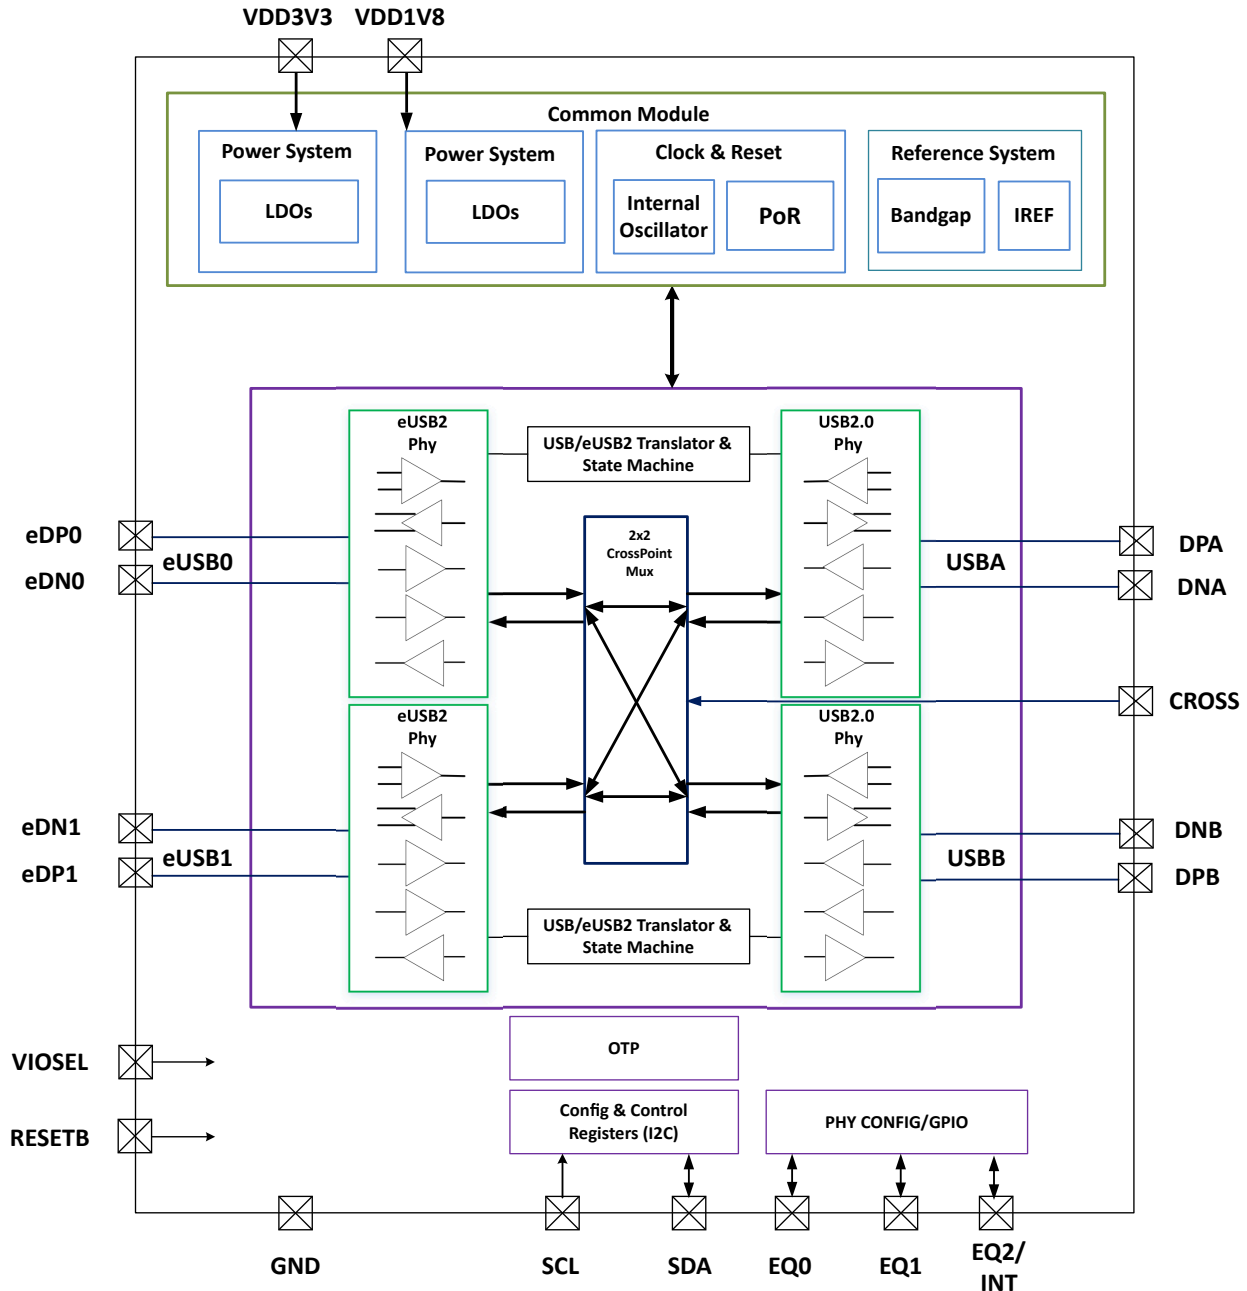 VDD3V3 VDD1V8
Common Module
Power System
LDOs
Power System
LDOs
Clock & Reset
Internal
Oscillator
PoR
Reference System
Bandgap
IREF
eUSB2
Phy
USB/eUSB2 Translator &
State Machine
USB2.0
Phy
2x2
CrossPoint
Mux
eDP0
eDN0
eUSB0
USBA
DPA
DNA
CROSS
eUSB2
Phy
USB2.0
Phy
eDN1
eDP1
eUSB1
USBB
DNB
DPB
USB/eUSB2 Translator &
State Machine
OTP
VIOSEL
RESETB
Config & Control
Registers (I2C)
PHY CONFIG/GPIO
GND
SCL
SDA
EQ0
EQ1
EQ2/
INT